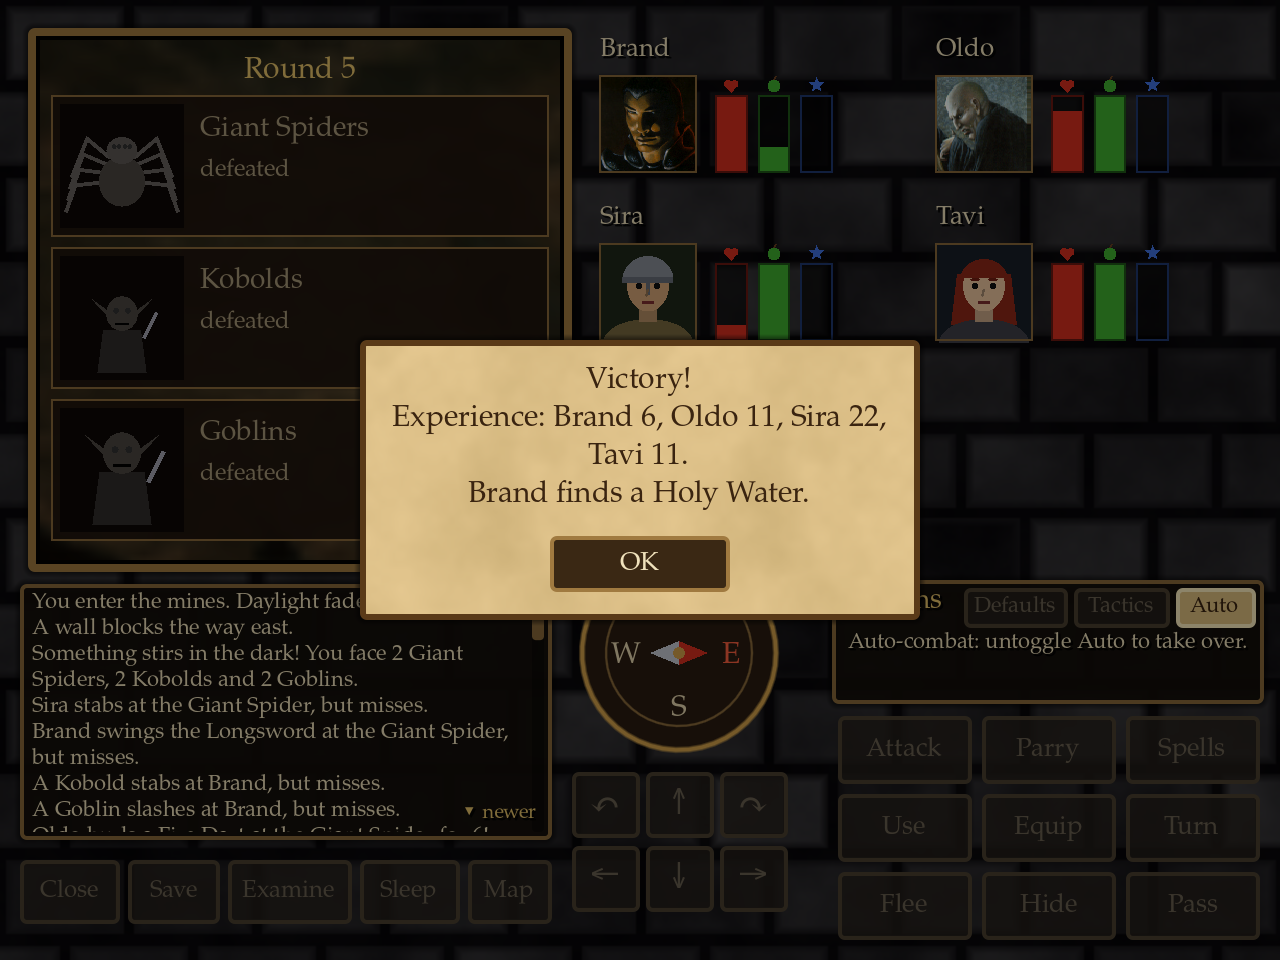 Round 5
Giant Spiders
defeated
Kobolds
defeated
Goblins
defeated
Brand
Oldo
Sira
Tavi
Victory!
Experience: Brand 6, Oldo 11, Sira 22,
Tavi 11.
Brand finds a Holy Water.
OK
You enter the mines. Daylight
A wall blocks the way east.
Something stirs in the dark! You face 2 Giant
Spiders, 2 Kobolds and 2 Goblins.
Sira stabs at the Giant Spider, but misses.
Brand swings the Longsword at the Giant Spider,
but misses.
A Kobold stabs at Brand, but misses.
A Goblin slashes at Brand, but misses.
▼ newer
W
E
S
Defaults
Tactics
Auto
Auto-combat: untoggle Auto to take over.
Attack
Parry
Spells
Use
Equip
Turn
Flee
Hide
Pass
Close
Save
Examine
Sleep
Map